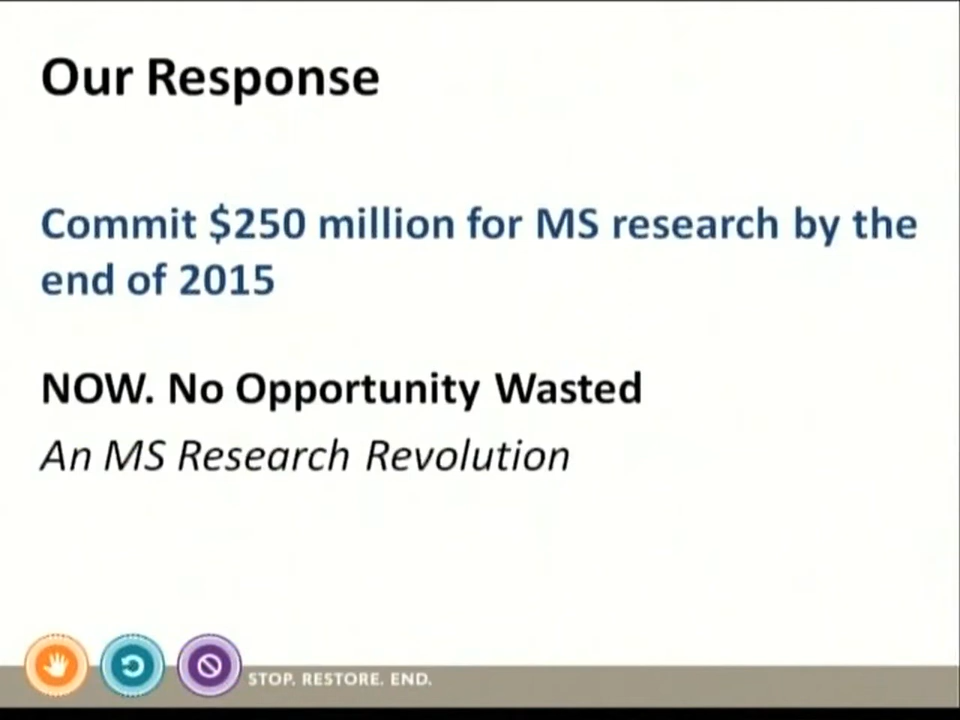 Our Response
Commit $250 million for MS research by the
end of 2015
NOW. No Opportunity Wasted
An MS Research Revolution
STOP. RESTORE. END.